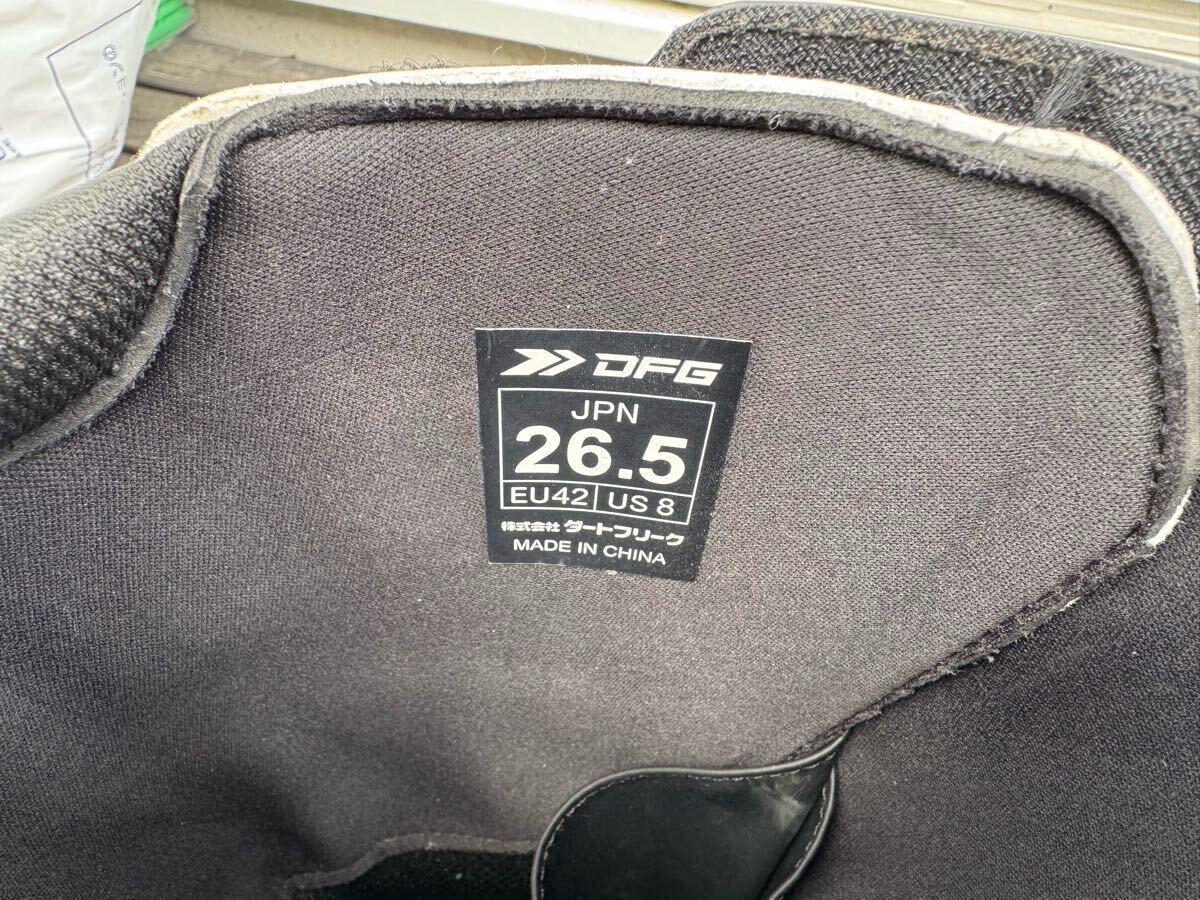 DFG
JPN
26.5
EU42 US 8
株式会社 ダートフリーク
MADE IN CHINA